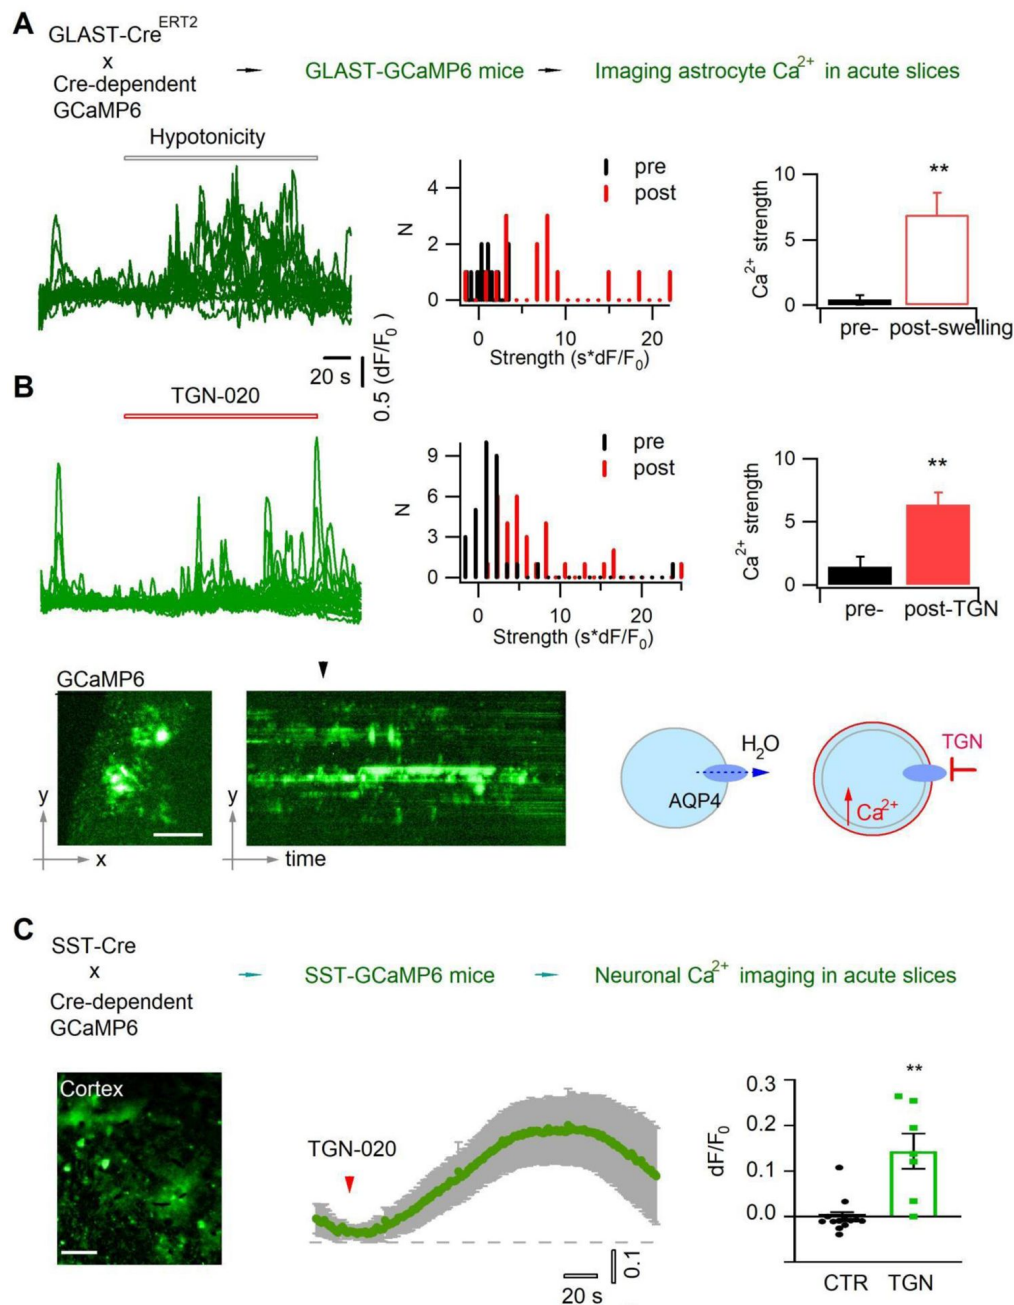 A
GLAST-Cre^ERT2
x
Cre-dependent
GCaMP6
GLAST-GCaMP6 mice
Imaging astrocyte Ca2+ in acute slices
Hypotonicity
20 s
0.5 (dF/F0)
4
2
0
N
pre
post
0
10
20
Strength (s*dF/F0)
10
5
0
Ca2+ strength
**
pre-
post-swelling
B
TGN-020
9
6
3
0
N
pre
post
0
10
20
Strength (s*dF/F0)
10
5
0
Ca2+ strength
**
pre-
post-TGN
GCaMP6
y
x
y
time
H2O
AQP4
TGN
Ca2+
C
SST-Cre
x
Cre-dependent
GCaMP6
SST-GCaMP6 mice
Neuronal Ca2+ imaging in acute slices
Cortex
TGN-020
0.1
20 s
0.3
0.2
0.1
0.0
dF/F0
**
CTR
TGN